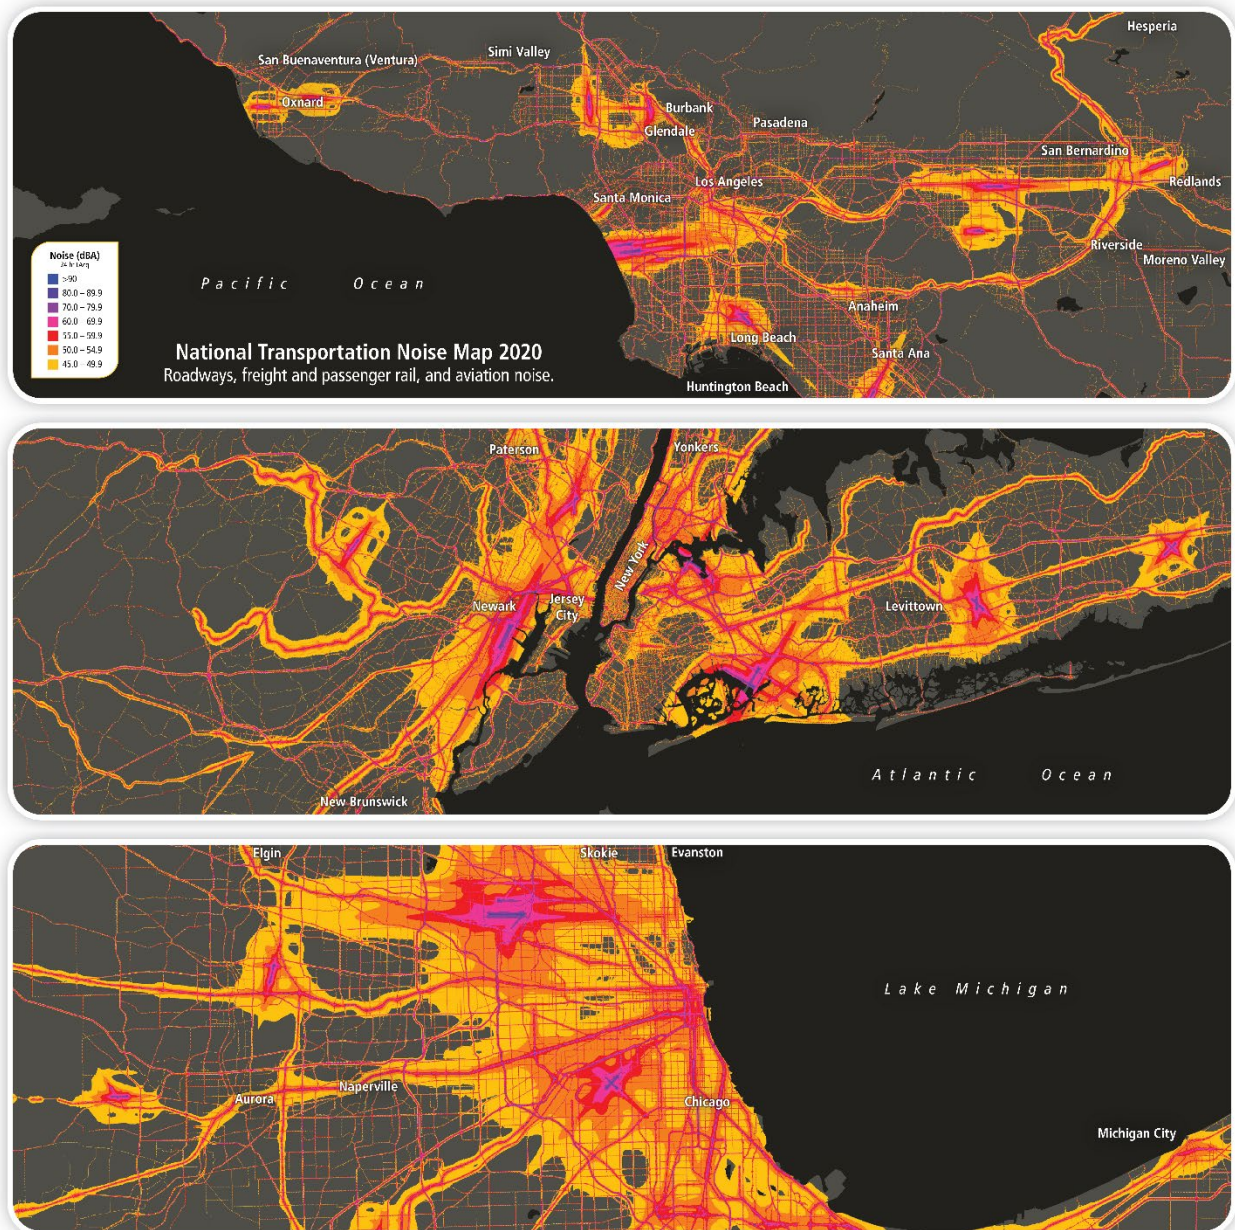 Hesperia
San Buenaventura (Ventura)
Simi Valley
Oxnard
Burbank
Glendale
Pasadena
San Bernardino
Los Angeles
Redlands
Santa Monica
Riverside
Moreno Valley
Noise (dBA)
>90
80.0 – 89.9
70.0 – 79.9
60.0 – 69.9
55.0 – 59.9
50.0 – 54.9
45.0 – 49.9
Pacific Ocean
Anaheim
Long Beach
Santa Ana
Huntington Beach
National Transportation Noise Map 2020
Roadways, freight and passenger rail, and aviation noise.
Paterson
Yonkers
New York
Newark
Jersey
City
Levittown
Atlantic Ocean
New Brunswick
Elgin
Skokie
Evanston
Lake Michigan
Naperville
Aurora
Chicago
Michigan City